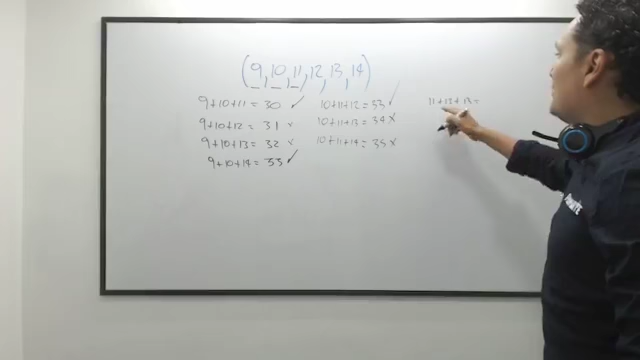 (9, 10, 11, 12, 13, 14)
9+10+11 = 30 ✓
9+10+12 = 31 x
9+10+13 = 32 x
9+10+14 = 33 ✓
10+11+12 = 33 ✓
10+11+13 = 34 x
10+11+14 = 35 x
11+12+13 =